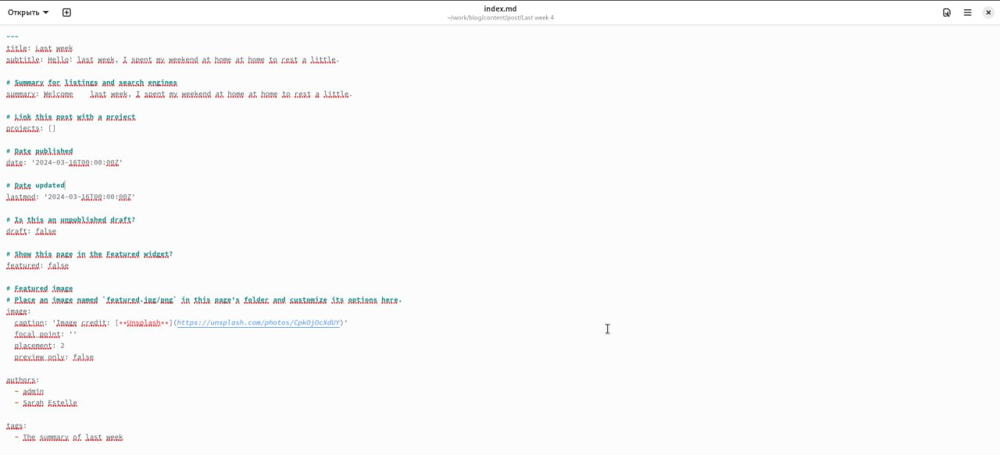 Открыть
index.md
~/work/blog/content/post/Last week 4
---
title: Last week
subtitle: Hello! last week, I spent my weekend at home at home to rest a little.
# Summary for listings and search engines
summary: Welcome    last week, I spent my weekend at home at home to rest a little.
# Link this post with a project
projects: []
# Date published
date: '2024-03-16T00:00:00Z'
# Date updated
lastmod: '2024-03-16T00:00:00Z'
# Is this an unpublished draft?
draft: false
# Show this page in the Featured widget?
featured: false
# Featured image
# Place an image named `featured.jpg/png` in this page's folder and customize its options here.
image:
  caption: 'Image credit: [**Unsplash**](https://unsplash.com/photos/CpkOjOcXdUY)'
  focal_point: ''
  placement: 2
  preview_only: false
authors:
  - admin
  - Sarah Estelle
tags:
  - The summary of last week